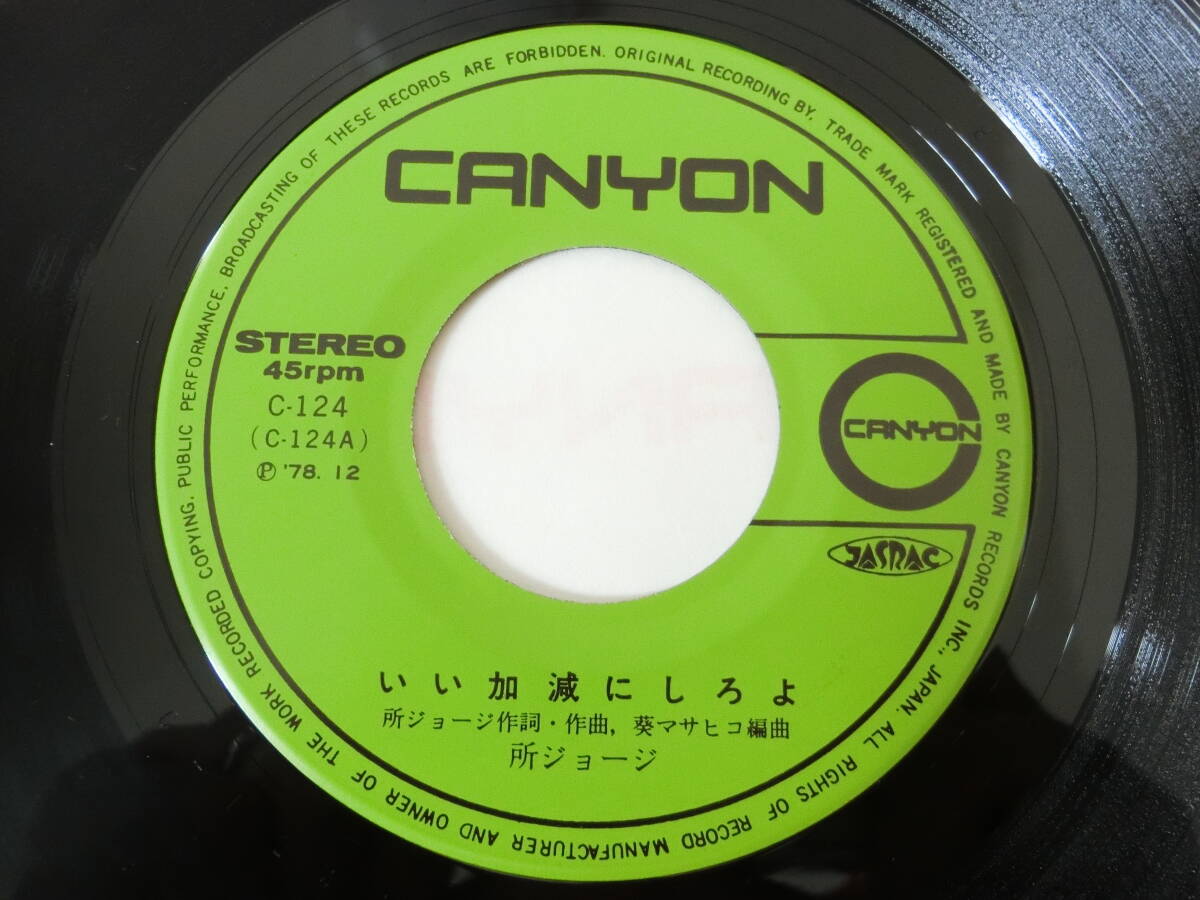 CANYON
STEREO
45rpm
C-124
(C-124A)
Ⓟ '78. 12
CANYON
JASRAC
いい加減にしろよ
所ジョージ作詞・作曲, 葵マサヒコ編曲
所ジョージ
ALL RIGHTS OF RECORD MANUFACTURER AND OWNER OF THE WORK RECORDED COPYING, PUBLIC PERFORMANCE, BROADCASTING OF THESE RECORDS ARE FORBIDDEN. ORIGINAL RECORDING BY, TRADE MARK REGISTERED AND MADE BY CANYON RECORDS INC., JAPAN.